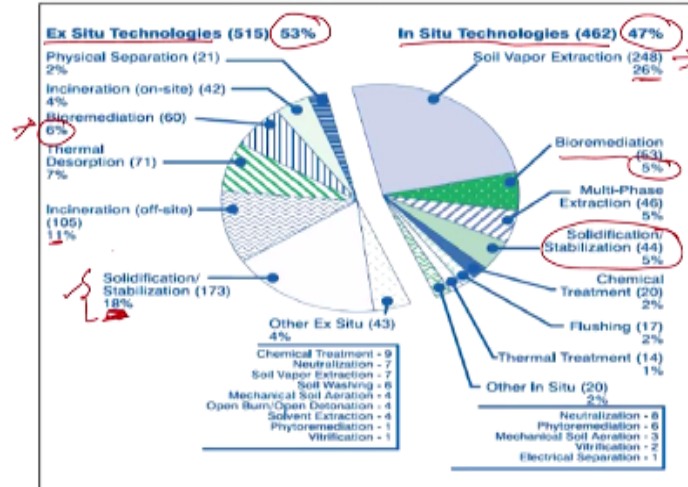 Ex Situ Technologies (515) 53%
In Situ Technologies (462) 47%
Physical Separation (21)
2%
Incineration (on-site) (42)
4%
Bioremediation (60)
6%
Thermal
Desorption (71)
7%
Incineration (off-site)
(105)
11%
Solidification/
Stabilization (173)
18%
Other Ex Situ (43)
4%
Chemical Treatment - 9
Neutralization - 7
Soil Vapor Extraction - 7
Soil Washing - 6
Mechanical Soil Aeration - 4
Open Burn/Open Detonation - 4
Solvent Extraction - 4
Phytoremediation - 1
Vitrification - 1
Soil Vapor Extraction (248)
26%
Bioremediation
(53)
5%
Multi-Phase
Extraction (46)
5%
Solidification/
Stabilization (44)
5%
Chemical
Treatment (20)
2%
Flushing (17)
2%
Thermal Treatment (14)
1%
Other In Situ (20)
2%
Neutralization - 8
Phytoremediation - 6
Mechanical Soil Aeration - 3
Vitrification - 2
Electrical Separation - 1